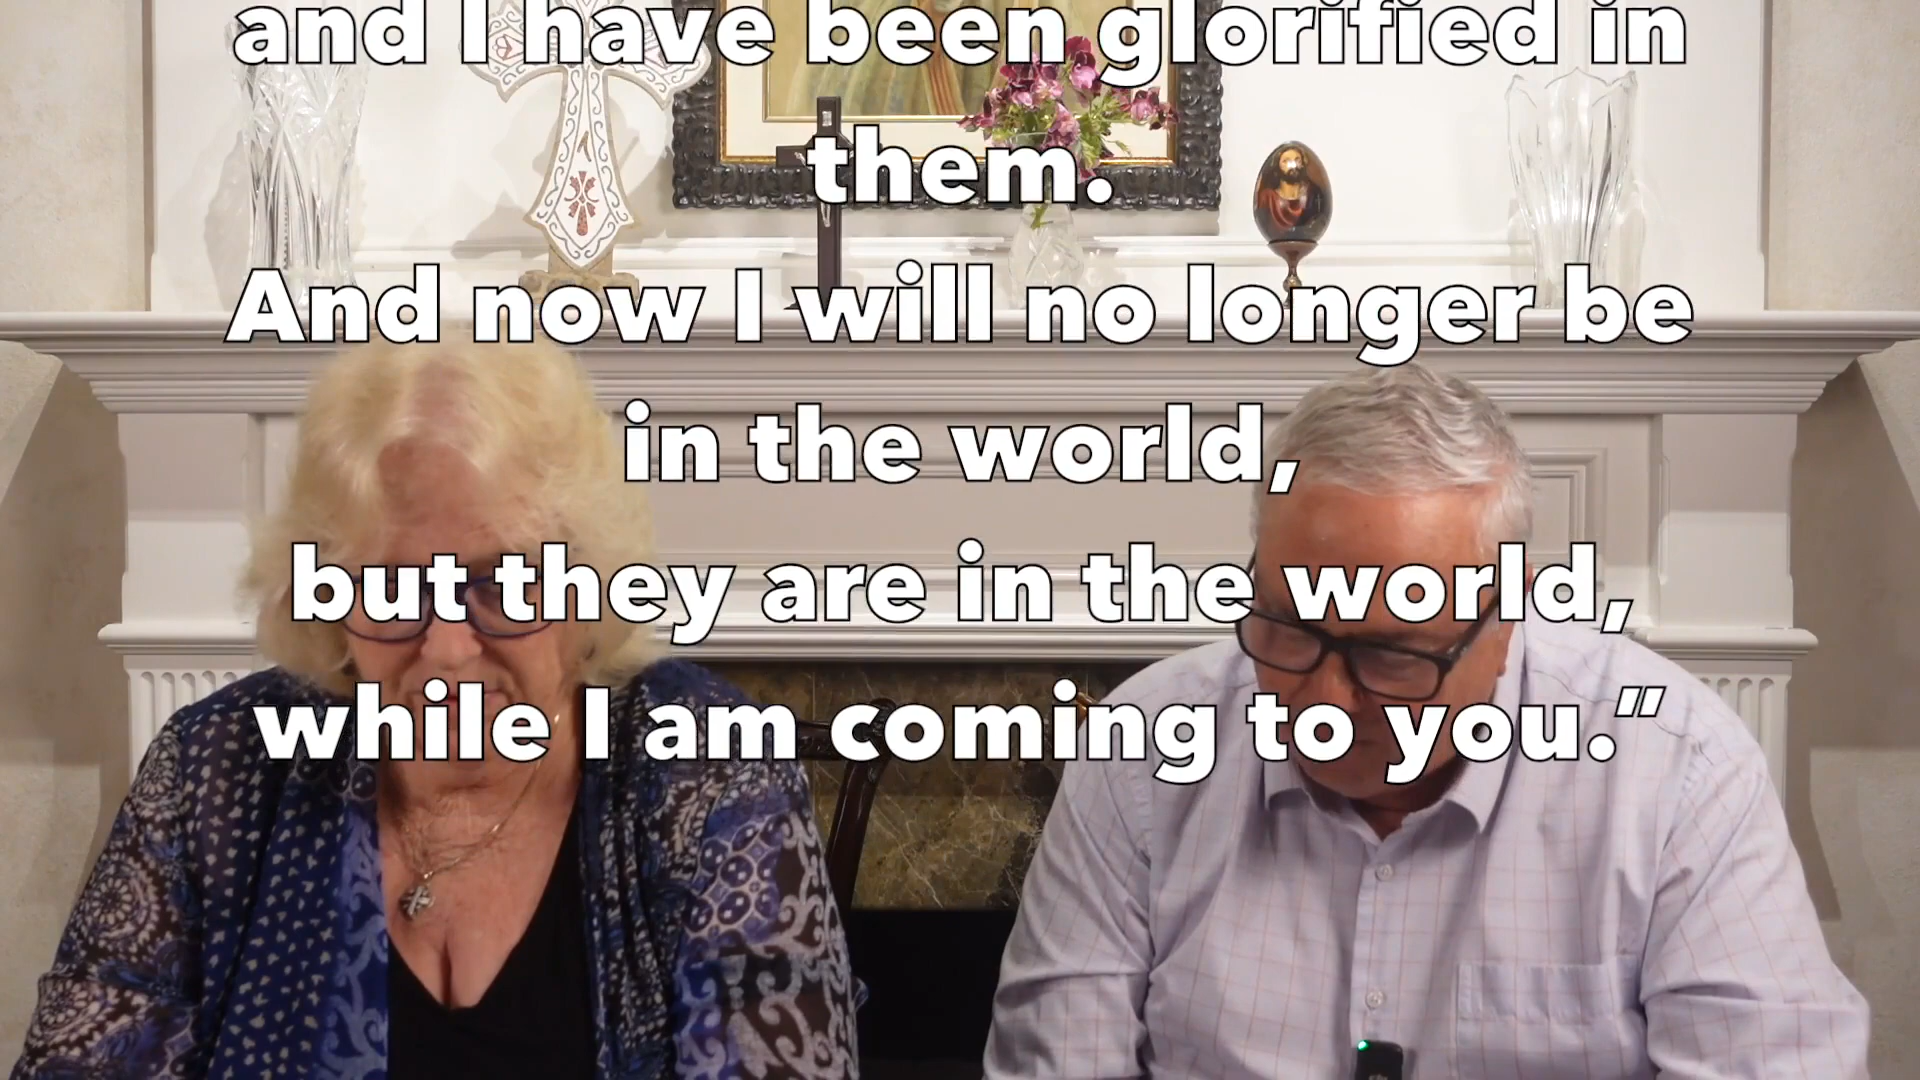 and I have been glorified in
them.
And now I will no longer be
in the world,
but they are in the world,
while I am coming to you.”